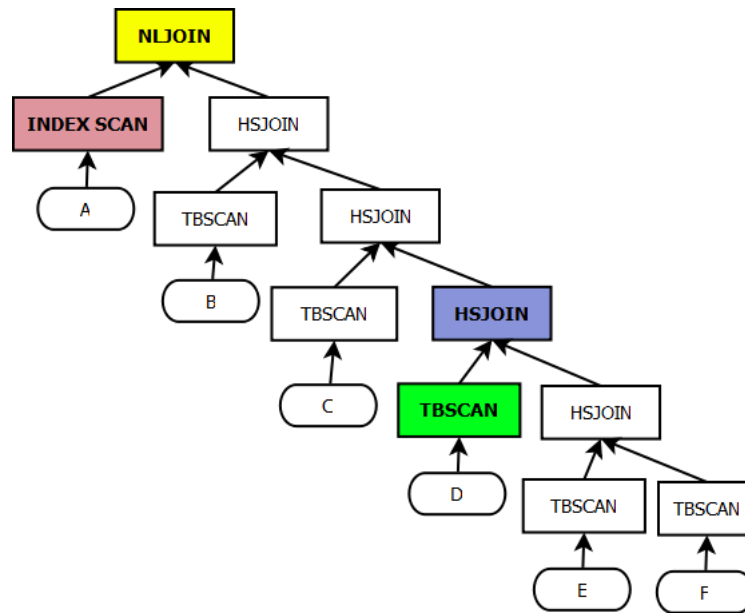 NLJOIN
INDEX SCAN
HSJOIN
A
TBSCAN
HSJOIN
B
TBSCAN
HSJOIN
C
TBSCAN
HSJOIN
D
TBSCAN
TBSCAN
E
F